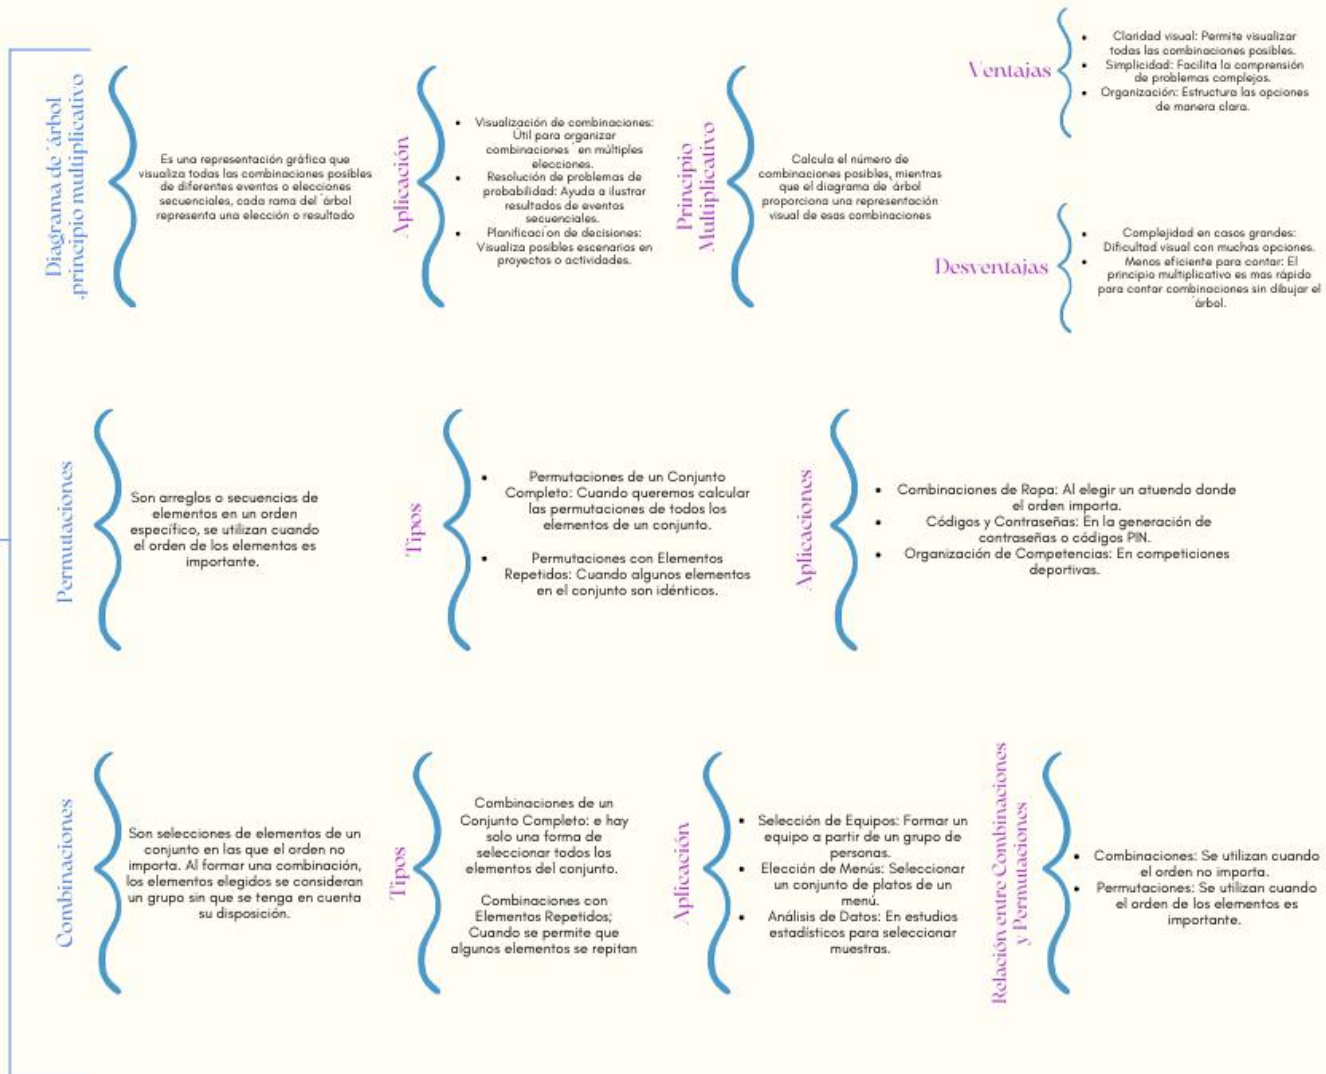 Diagrama de ´árbol
,principio multiplicativo
Es una representación gráfica que
visualiza todas las combinaciones posibles
de diferentes eventos o elecciones
secuenciales, cada rama del ´árbol
representa una elección o resultado
Aplicación
• Visualización de combinaciones:
Útil para organizar
combinaciones en múltiples
elecciones.
• Resolución de problemas de
probabilidad: Ayuda a ilustrar
resultados de eventos
secuenciales.
• Planificaci´on de decisiones:
Visualiza posibles escenarios en
proyectos o actividades.
Principio
Multiplicativo
Calcula el número de
combinaciones posibles, mientras
que el diagrama de ´árbol
proporciona una representación
visual de esas combinaciones
Ventajas
• Claridad visual: Permite visualizar
todas las combinaciones posibles.
• Simplicidad: Facilita la comprensión
de problemas complejos.
• Organización: Estructura las opciones
de manera clara.
Desventajas
• Complejidad en casos grandes:
Dificultad visual con muchas opciones.
• Menos eficiente para contar: El
principio multiplicativo es mas rápido
para contar combinaciones sin dibujar el
´árbol.
Permutaciones
Son arreglos o secuencias de
elementos en un orden
específico, se utilizan cuando
el orden de los elementos es
importante.
Tipos
• Permutaciones de un Conjunto
Completo: Cuando queremos calcular
las permutaciones de todos los
elementos de un conjunto.
• Permutaciones con Elementos
Repetidos: Cuando algunos elementos
en el conjunto son idénticos.
Aplicaciones
• Combinaciones de Ropa: Al elegir un atuendo donde
el orden importa.
• Códigos y Contraseñas: En la generación de
contraseñas o códigos PIN.
• Organización de Competencias: En competiciones
deportivas.
Combinaciones
Son selecciones de elementos de un
conjunto en las que el orden no
importa. Al formar una combinación,
los elementos elegidos se consideran
un grupo sin que se tenga en cuenta
su disposición.
Tipos
Combinaciones de un
Conjunto Completo: e hay
solo una forma de
seleccionar todos los
elementos del conjunto.
Combinaciones con
Elementos Repetidos;
Cuando se permite que
algunos elementos se repitan
Aplicación
• Selección de Equipos: Formar un
equipo a partir de un grupo de
personas.
• Elección de Menús: Seleccionar
un conjunto de platos de un
menú.
• Análisis de Datos: En estudios
estadísticos para seleccionar
muestras.
Relación entre Combinaciones
y Permutaciones
• Combinaciones: Se utilizan cuando
el orden no importa.
• Permutaciones: Se utilizan cuando
el orden de los elementos es
importante.